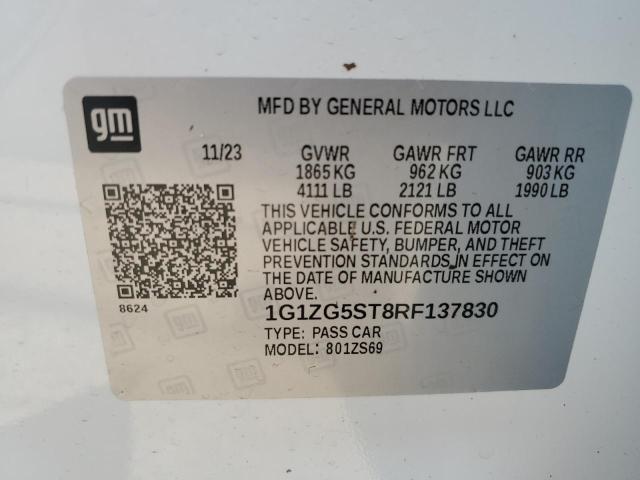 gm
MFD BY GENERAL MOTORS LLC
11/23 GVWR GAWR FRT GAWR RR
1865 KG 962 KG 903 KG
4111 LB 2121 LB 1990 LB
THIS VEHICLE CONFORMS TO ALL
APPLICABLE U.S. FEDERAL MOTOR
VEHICLE SAFETY, BUMPER, AND THEFT
PREVENTION STANDARDS IN EFFECT ON
THE DATE OF MANUFACTURE SHOWN
ABOVE.
8624
1G1ZG5ST8RF137830
TYPE: PASS CAR
MODEL: 801ZS69